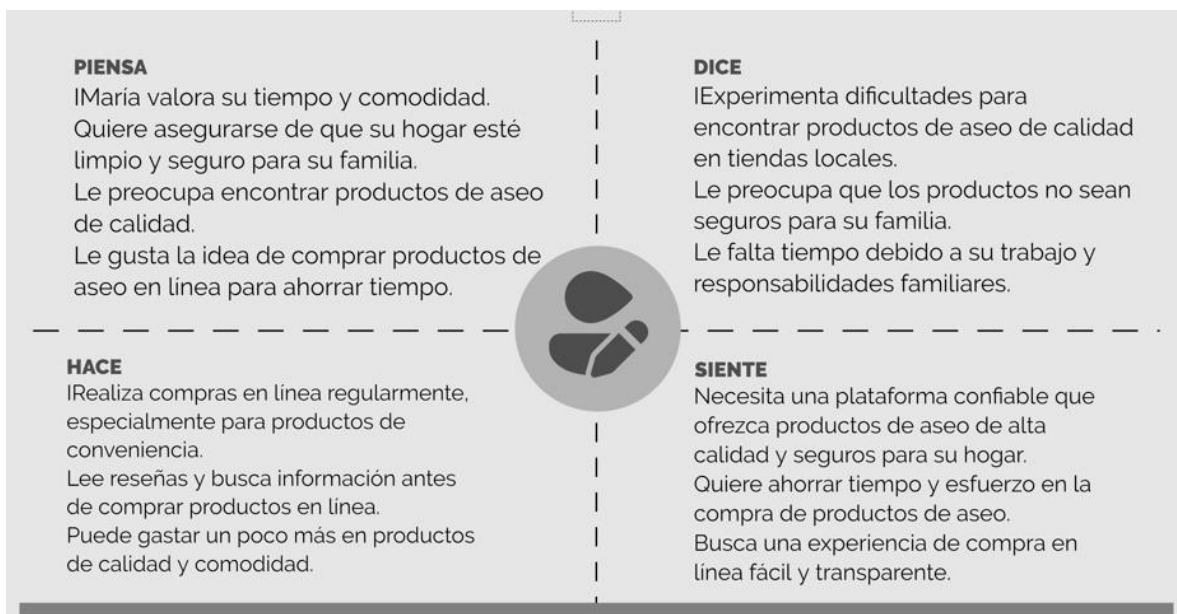 PIENSA
IMaría valora su tiempo y comodidad.
Quiere asegurarse de que su hogar esté
limpio y seguro para su familia.
Le preocupa encontrar productos de aseo
de calidad.
Le gusta la idea de comprar productos de
aseo en línea para ahorrar tiempo.
DICE
IExperimenta dificultades para
encontrar productos de aseo de calidad
en tiendas locales.
Le preocupa que los productos no sean
seguros para su familia.
Le falta tiempo debido a su trabajo y
responsabilidades familiares.
HACE
IRealiza compras en línea regularmente,
especialmente para productos de
conveniencia.
Lee reseñas y busca información antes
de comprar productos en línea.
Puede gastar un poco más en productos
de calidad y comodidad.
SIENTE
Necesita una plataforma confiable que
ofrezca productos de aseo de alta
calidad y seguros para su hogar.
Quiere ahorrar tiempo y esfuerzo en la
compra de productos de aseo.
Busca una experiencia de compra en
línea fácil y transparente.